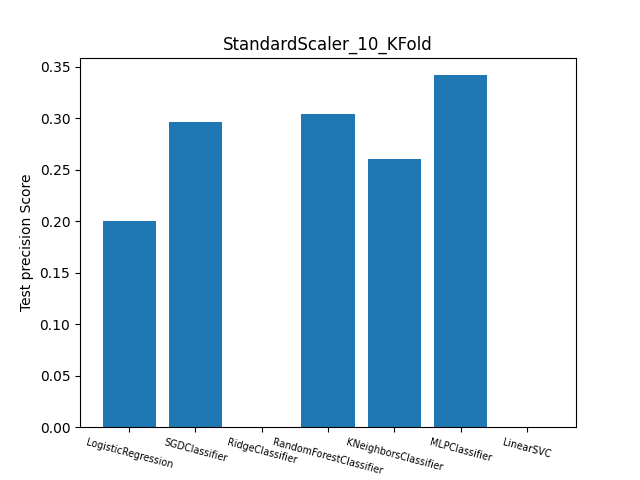 StandardScaler_10_KFold
Test precision Score
0.35
0.30
0.25
0.20
0.15
0.10
0.05
0.00
LogisticRegression
SGDClassifier
RidgeClassifier
RandomForestClassifier
KNeighborsClassifier
MLPClassifier
LinearSVC